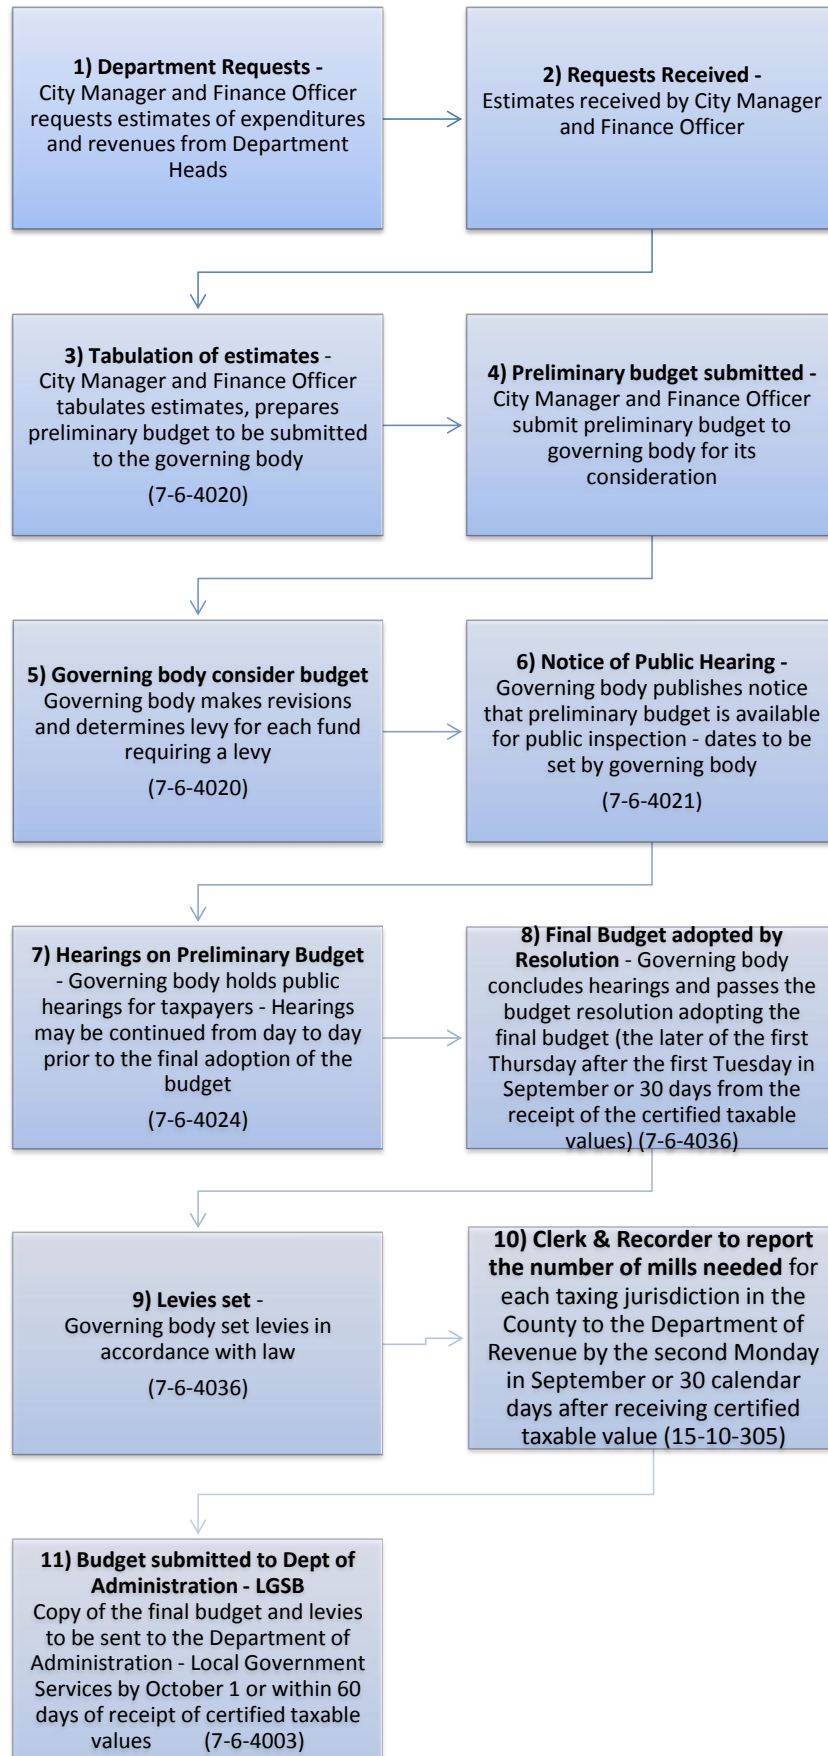 1) Department Requests -
City Manager and Finance Officer
requests estimates of expenditures
and revenues from Department
Heads
2) Requests Received -
Estimates received by City Manager
and Finance Officer
3) Tabulation of estimates -
City Manager and Finance Officer
tabulates estimates, prepares
preliminary budget to be submitted
to the governing body
(7-6-4020)
4) Preliminary budget submitted -
City Manager and Finance Officer
submit preliminary budget to
governing body for its
consideration
5) Governing body consider budget
Governing body makes revisions
and determines levy for each fund
requiring a levy
(7-6-4020)
6) Notice of Public Hearing -
Governing body publishes notice
that preliminary budget is available
for public inspection - dates to be
set by governing body
(7-6-4021)
7) Hearings on Preliminary Budget
- Governing body holds public
hearings for taxpayers - Hearings
may be continued from day to day
prior to the final adoption of the
budget
(7-6-4024)
8) Final Budget adopted by
Resolution - Governing body
concludes hearings and passes the
budget resolution adopting the
final budget (the later of the first
Thursday after the first Tuesday in
September or 30 days from the
receipt of the certified taxable
values) (7-6-4036)
9) Levies set -
Governing body set levies in
accordance with law
(7-6-4036)
10) Clerk & Recorder to report
the number of mills needed for
each taxing jurisdiction in the
County to the Department of
Revenue by the second Monday
in September or 30 calendar
days after receiving certified
taxable value (15-10-305)
11) Budget submitted to Dept of
Administration - LGSB
Copy of the final budget and levies
to be sent to the Department of
Administration - Local Government
Services by October 1 or within 60
days of receipt of certified taxable
values (7-6-4003)